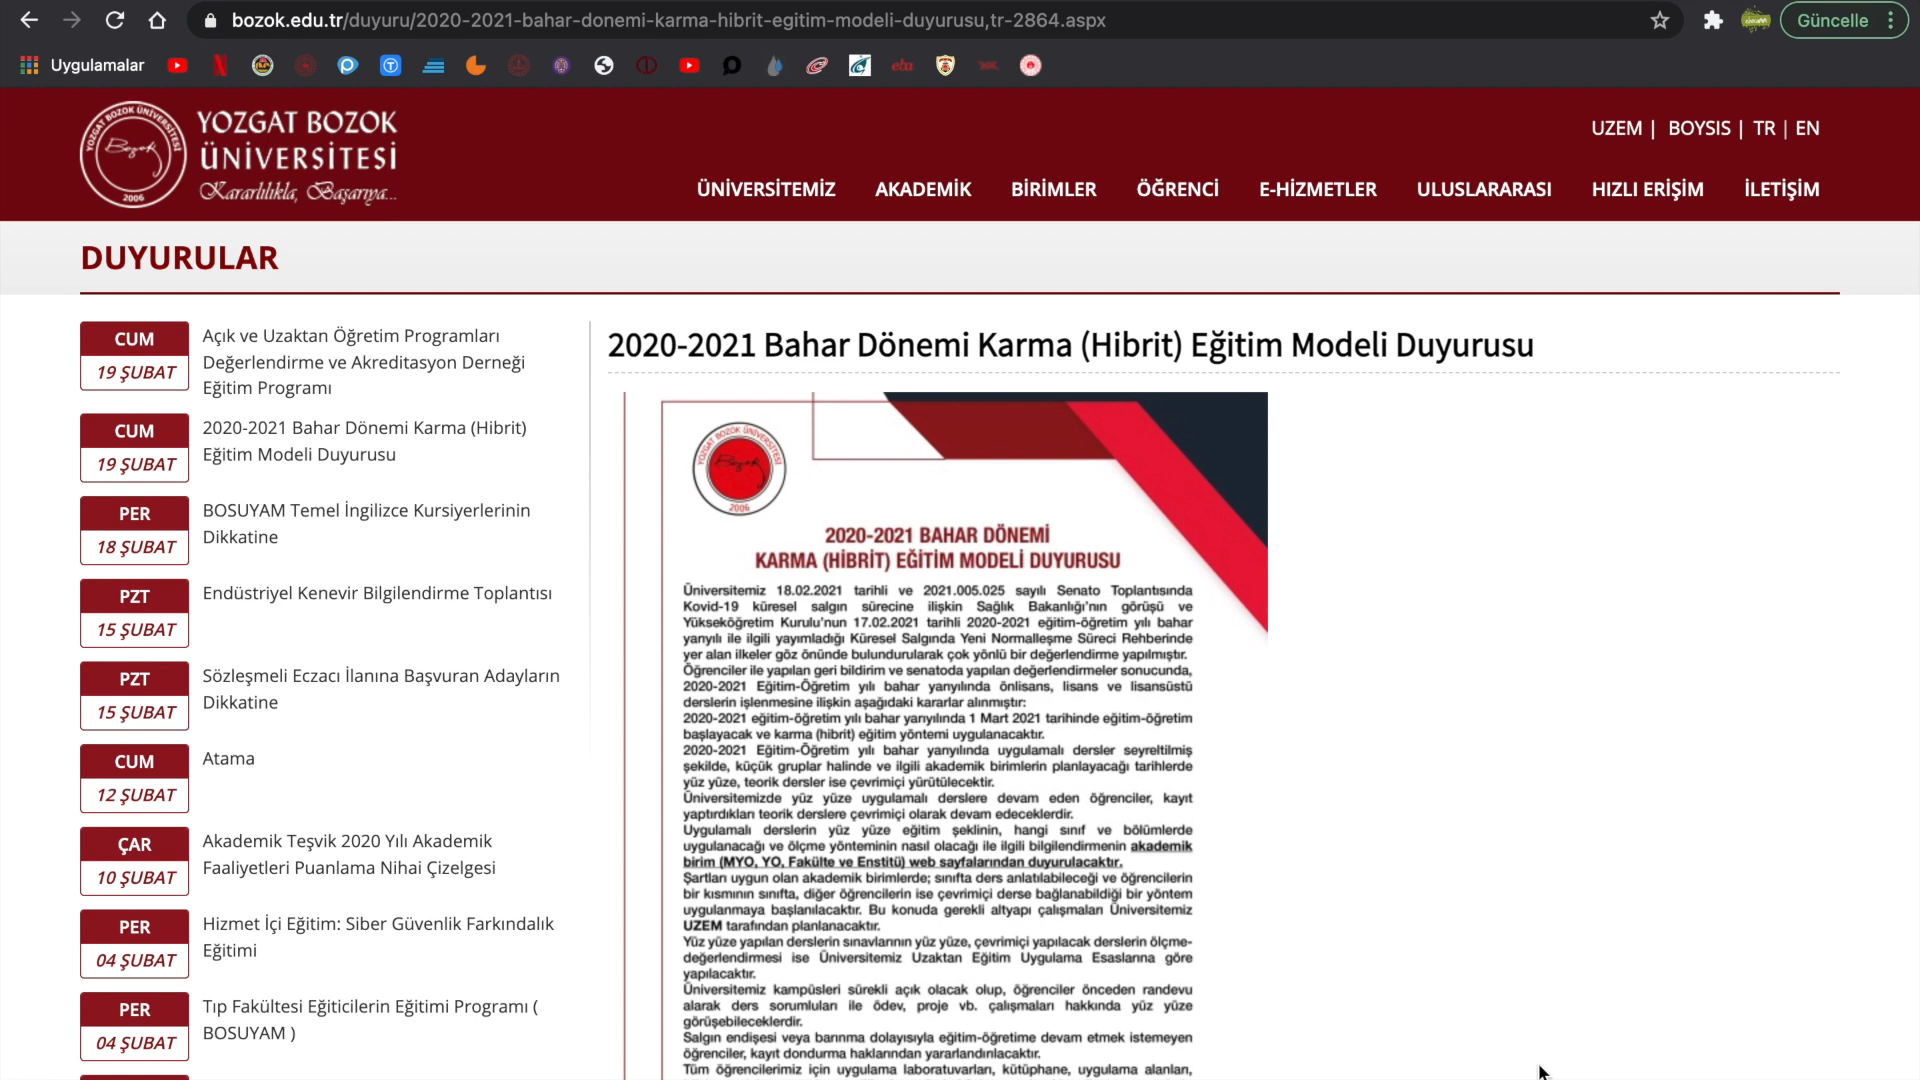 bozok.edu.tr/duyuru/2020-2021-bahar-donemi-karma-hibrit-egitim-modeli-duyurusu,tr-2864.aspx
Güncelle
Uygulamalar
YOZGAT BOZOK
ÜNİVERSİTESİ
Kararlılıkla, Başarıya...
YOZGAT BOZOK ÜNİVERSİTESİ
Bozok
2006
UZEM | BOYSIS | TR | EN
ÜNİVERSİTEMİZ AKADEMİK BİRİMLER ÖĞRENCİ E-HİZMETLER ULUSLARARASI HIZLI ERİŞİM İLETİŞİM
DUYURULAR
CUM
19 ŞUBAT
Açık ve Uzaktan Öğretim Programları
Değerlendirme ve Akreditasyon Derneği
Eğitim Programı
CUM
19 ŞUBAT
2020-2021 Bahar Dönemi Karma (Hibrit)
Eğitim Modeli Duyurusu
PER
18 ŞUBAT
BOSUYAM Temel İngilizce Kursiyerlerinin
Dikkatine
PZT
15 ŞUBAT
Endüstriyel Kenevir Bilgilendirme Toplantısı
PZT
15 ŞUBAT
Sözleşmeli Eczacı İlanına Başvuran Adayların
Dikkatine
CUM
12 ŞUBAT
Atama
ÇAR
10 ŞUBAT
Akademik Teşvik 2020 Yılı Akademik
Faaliyetleri Puanlama Nihai Çizelgesi
PER
04 ŞUBAT
Hizmet İçi Eğitim: Siber Güvenlik Farkındalık
Eğitimi
PER
04 ŞUBAT
Tıp Fakültesi Eğiticilerin Eğitimi Programı (
BOSUYAM )
2020-2021 Bahar Dönemi Karma (Hibrit) Eğitim Modeli Duyurusu
YOZGAT BOZOK ÜNİVERSİTESİ
Bozok
2006
2020-2021 BAHAR DÖNEMİ
KARMA (HİBRİT) EĞİTİM MODELİ DUYURUSU
Üniversitemiz 18.02.2021 tarihli ve 2021.005.025 sayılı Senato Toplantısında
Kovid-19 küresel salgın sürecine ilişkin Sağlık Bakanlığı'nın görüşü ve
Yükseköğretim Kurulu'nun 17.02.2021 tarihli 2020-2021 eğitim-öğretim yılı bahar
yarıyılı ile ilgili yayımladığı Küresel Salgında Yeni Normalleşme Süreci Rehberinde
yer alan ilkeler göz önünde bulundurularak çok yönlü bir değerlendirme yapılmıştır.
Öğrenciler ile yapılan geri bildirim ve senatoda yapılan değerlendirmeler sonucunda,
2020-2021 Eğitim-Öğretim yılı bahar yarıyılında önlisans, lisans ve lisansüstü
derslerin işlenmesine ilişkin aşağıdaki kararlar alınmıştır:
2020-2021 eğitim-öğretim yılı bahar yarıyılında 1 Mart 2021 tarihinde eğitim-öğretim
başlayacak ve karma (hibrit) eğitim yöntemi uygulanacaktır.
2020-2021 Eğitim-Öğretim yılı bahar yarıyılında uygulamalı dersler seyreltilmiş
şekilde, küçük gruplar halinde ve ilgili akademik birimlerin planlayacağı tarihlerde
yüz yüze, teorik dersler ise çevrimiçi yürütülecektir.
Üniversitemizde yüz yüze uygulamalı derslere devam eden öğrenciler, kayıt
yaptırdıkları teorik derslere çevrimiçi olarak devam edeceklerdir.
Uygulamalı derslerin yüz yüze eğitim şeklinin, hangi sınıf ve bölümlerde
uygulanacağı ve ölçme yönteminin nasıl olacağı ile ilgili bilgilendirmenin akademik
birim (MYO, YO, Fakülte ve Enstitü) web sayfalarından duyurulacaktır.
Şartları uygun olan akademik birimlerde; sınıfta ders anlatılabileceği ve öğrencilerin
bir kısmının sınıfta, diğer öğrencilerin ise çevrimiçi derse bağlanabildiği bir yöntem
uygulanmaya başlanılacaktır. Bu konuda gerekli altyapı çalışmaları Üniversitemiz
UZEM tarafından planlanacaktır.
Yüz yüze yapılan derslerin sınavlarının yüz yüze, çevrimiçi yapılacak derslerin ölçme-
değerlendirmesi ise Üniversitemiz Uzaktan Eğitim Uygulama Esaslarına göre
yapılacaktır.
Üniversitemiz kampüsleri sürekli açık olacak olup, öğrenciler önceden randevu
alarak ders sorumluları ile ödev, proje vb. çalışmaları hakkında yüz yüze
görüşebileceklerdir.
Salgın endişesi veya barınma dolayısıyla eğitim-öğretime devam etmek istemeyen
öğrenciler, kayıt dondurma haklarından yararlandırılacaktır.
Tüm öğrencilerimiz için uygulama laboratuvarları, kütüphane, uygulama alanları,